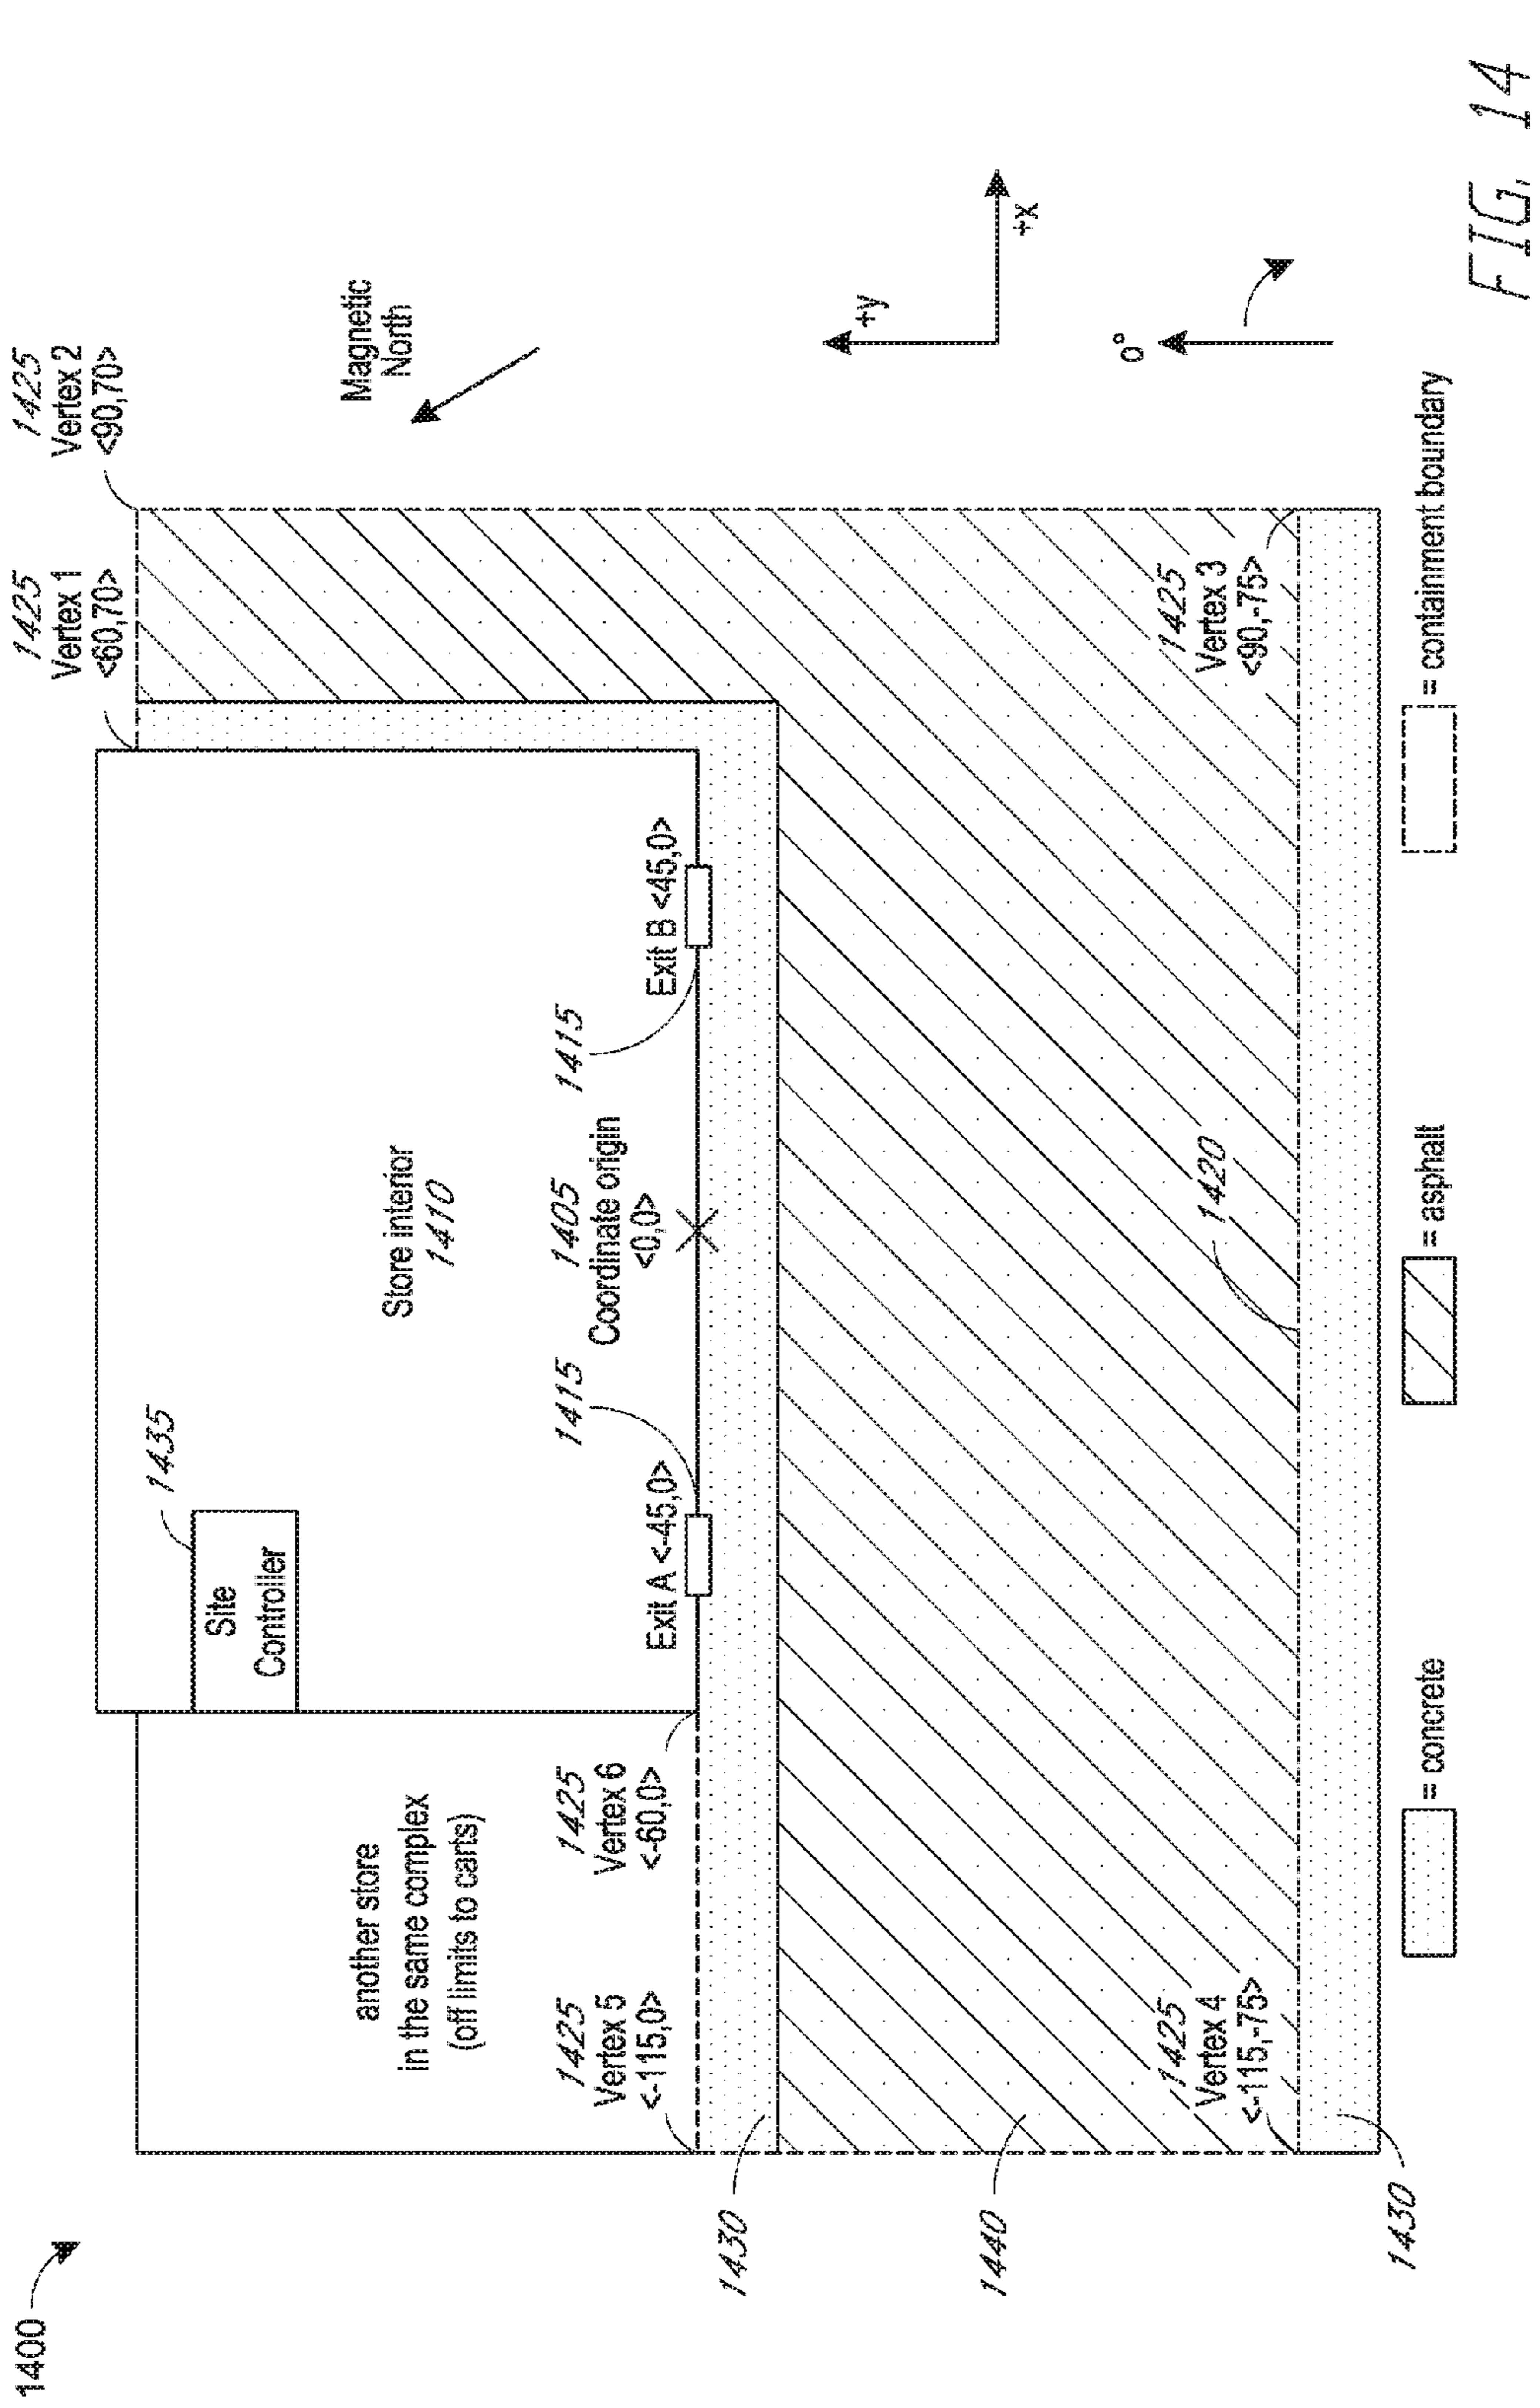 1400
1425
Vertex 1
<60,70>
1425
Vertex 2
<90,70>
1435
Site
Controller
Magnetic
North
another store
in the same complex
(off limits to carts)
Store interior
1410
1425
Vertex 5
<-115,0>
1425
Vertex 6
<-60,0>
1415
Exit A <-45,0>
1405
Coordinate origin
<0,0>
1415
Exit B <45,0>
+y
+x
1430
1440
0°
1425
Vertex 4
<-115,-75>
1420
1425
Vertex 3
<90,-75>
1430
= concrete
= asphalt
= containment boundary
FIG. 14